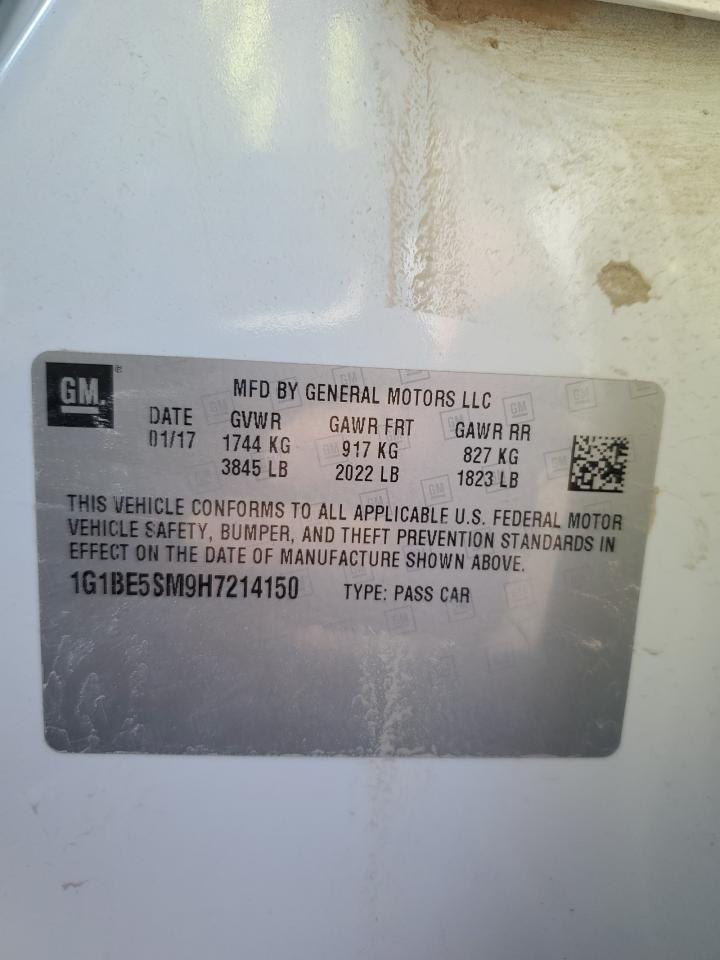 GM ®
MFD BY GENERAL MOTORS LLC
DATE GVWR GAWR FRT GAWR RR
01/17 1744 KG 917 KG 827 KG
3845 LB 2022 LB 1823 LB
THIS VEHICLE CONFORMS TO ALL APPLICABLE U.S. FEDERAL MOTOR
VEHICLE SAFETY, BUMPER, AND THEFT PREVENTION STANDARDS IN
EFFECT ON THE DATE OF MANUFACTURE SHOWN ABOVE.
1G1BE5SM9H7214150 TYPE: PASS CAR